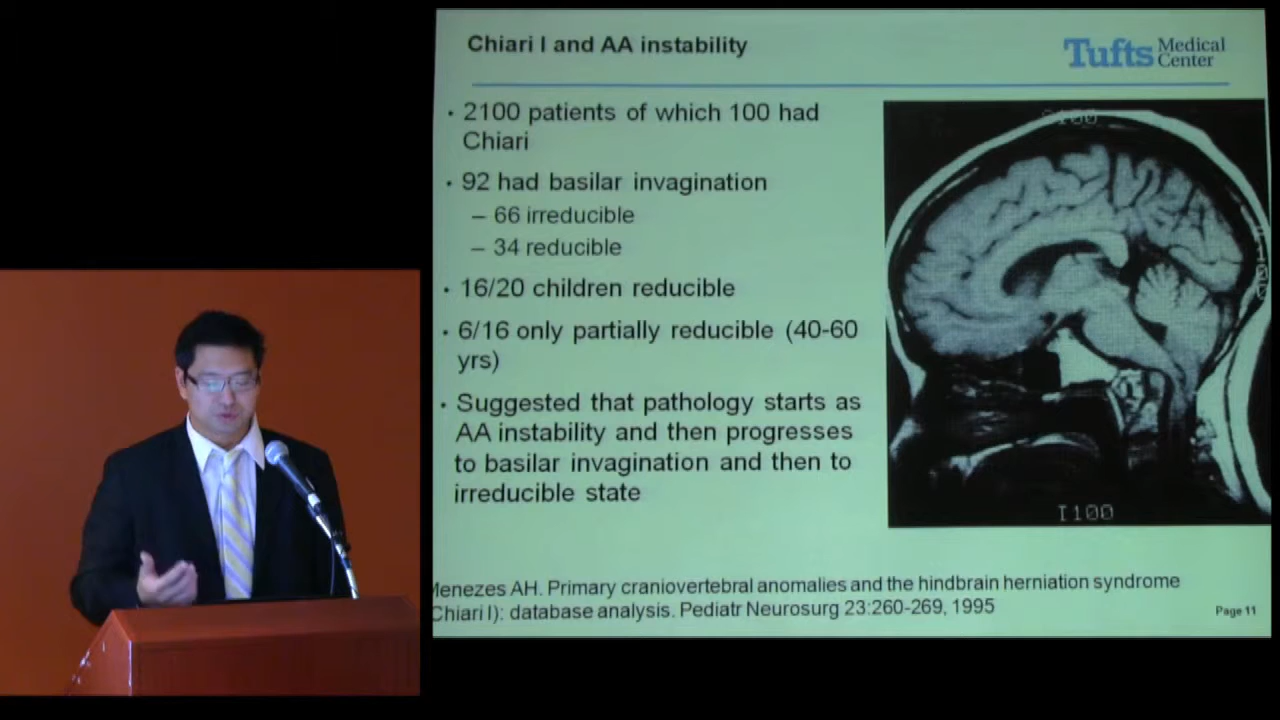 Chiari I and AA instability
Tufts Medical
Center
• 2100 patients of which 100 had
Chiari
• 92 had basilar invagination
– 66 irreducible
– 34 reducible
• 16/20 children reducible
• 6/16 only partially reducible (40-60
yrs)
• Suggested that pathology starts as
AA instability and then progresses
to basilar invagination and then to
irreducible state
I100
Menezes AH. Primary craniovertebral anomalies and the hindbrain herniation syndrome
(Chiari I): database analysis. Pediatr Neurosurg 23:260-269, 1995
Page 11